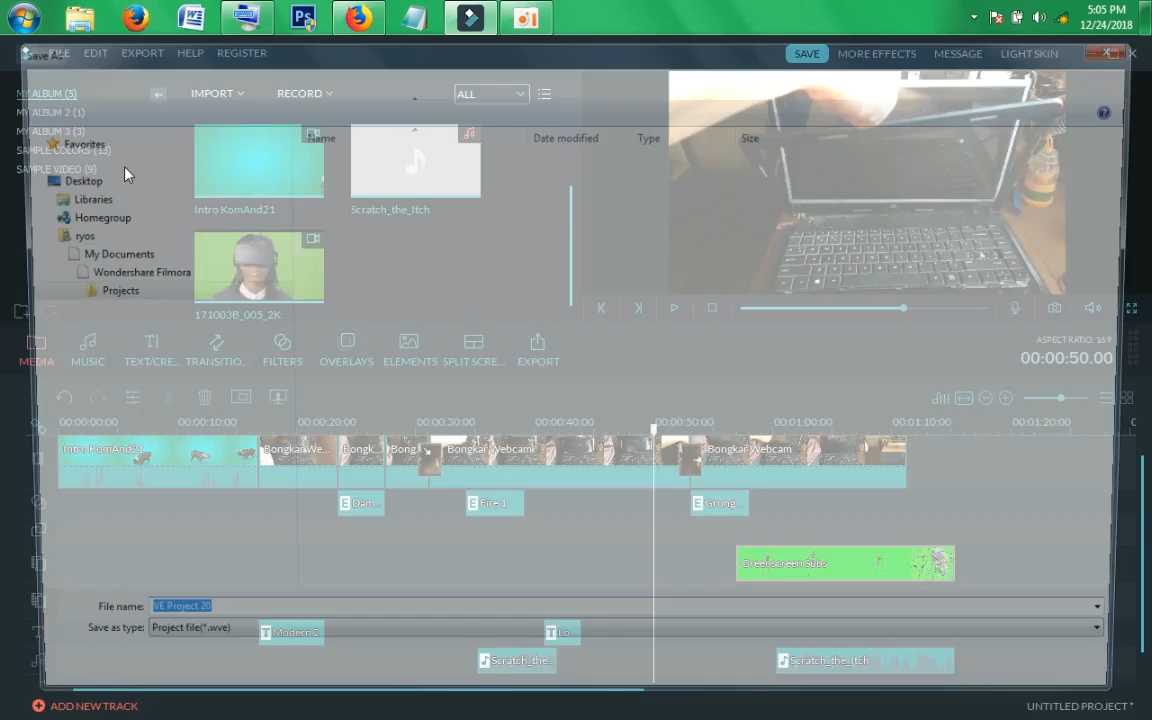 5:05 PM
12/24/2018
Save As
FILE EDIT EXPORT HELP REGISTER
SAVE MORE EFFECTS MESSAGE LIGHT SKIN
MY ALBUM (5)
IMPORT RECORD ALL
MY ALBUM 2 (1)
MY ALBUM 3 (3)
Name Date modified Type Size
Favorites
SAMPLE COLORS (13)
SAMPLE VIDEO (9)
Desktop
Libraries
Intro KomAnd21 Scratch_the_Itch
Homegroup
ryos
My Documents
Wondershare Filmora
Projects
171003B_005_2K
MEDIA MUSIC TEXT/CRE... TRANSITIO... FILTERS OVERLAYS ELEMENTS SPLIT SCRE... EXPORT
ASPECT RATIO: 16:9
00:00:50.00
00:00:00:00 00:00:10:00 00:00:20:00 00:00:30:00 00:00:40:00 00:00:50:00 00:01:00:00 00:01:10:00 00:01:20:00
Intro KomAnd21 BongkarWe... Bongk... Bong... Bongkar Webcam Bongkar Webcam
E Dam... E Fire 1 E Grung...
Greenscreen Subs
File name: VE Project 20
Save as type: Project file(*.wve)
T Modern 2 T Lo...
Scratch_the... Scratch_the_Itch
ADD NEW TRACK UNTITLED PROJECT *